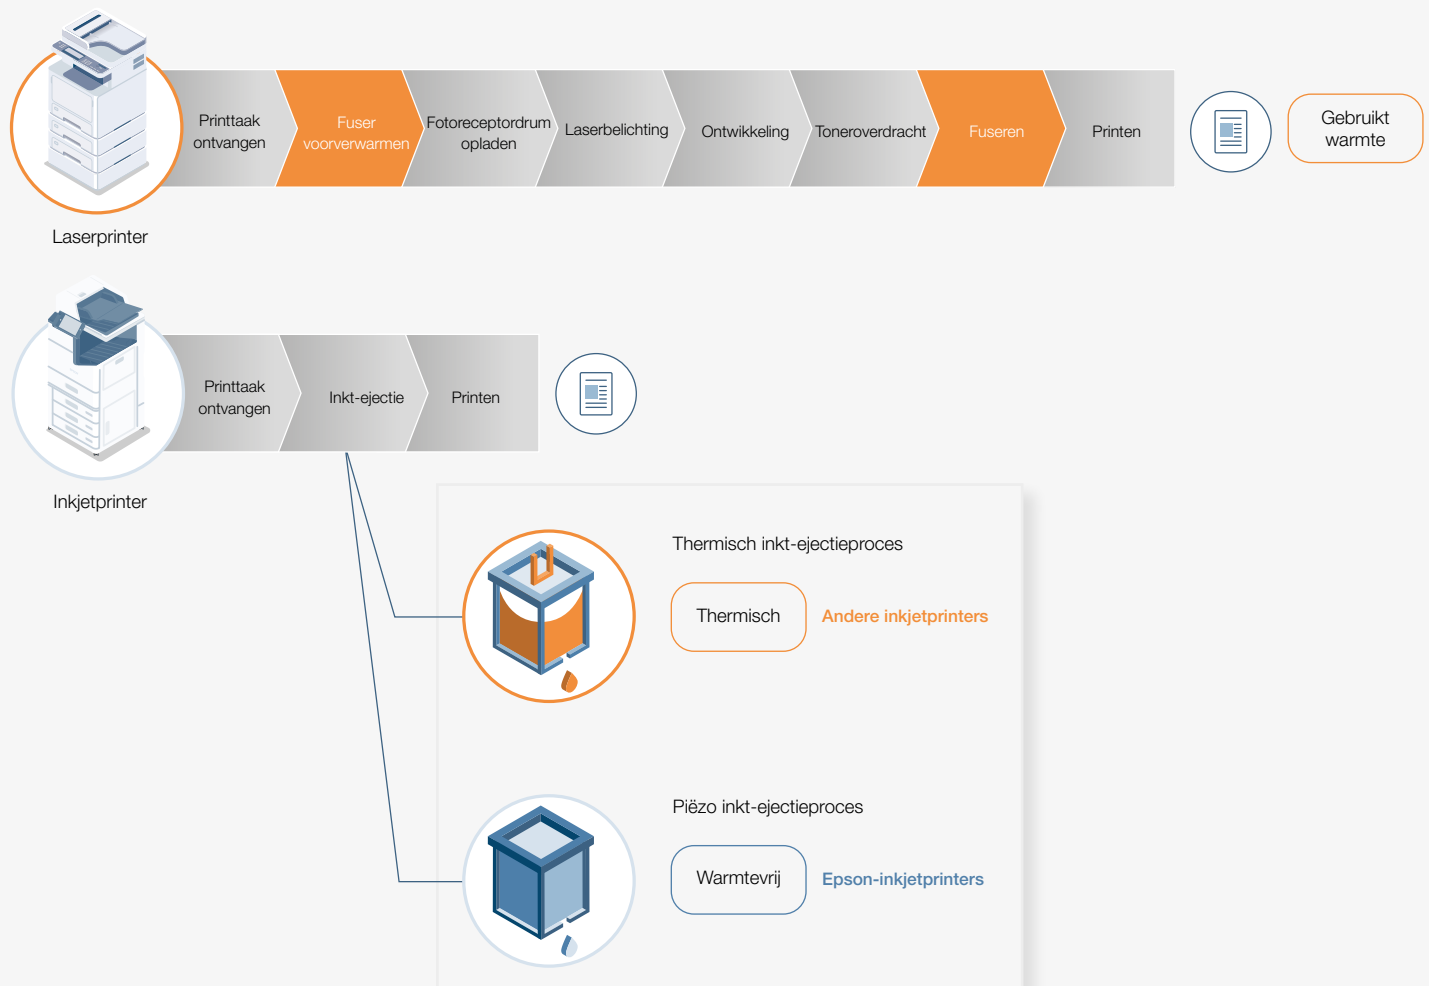 Printtaak
ontvangen
Fuser
voorverwarmen
Fotoreceptordrum
opladen
Laserbelichting
Ontwikkeling
Toneroverdracht
Fuseren
Printen
Gebruikt
warmte
Laserprinter
Printtaak
ontvangen
Inkt-ejectie
Printen
Inkjetprinter
Thermisch inkt-ejectieproces
Thermisch
Andere inkjetprinters
Piëzo inkt-ejectieproces
Warmtevrij
Epson-inkjetprinters